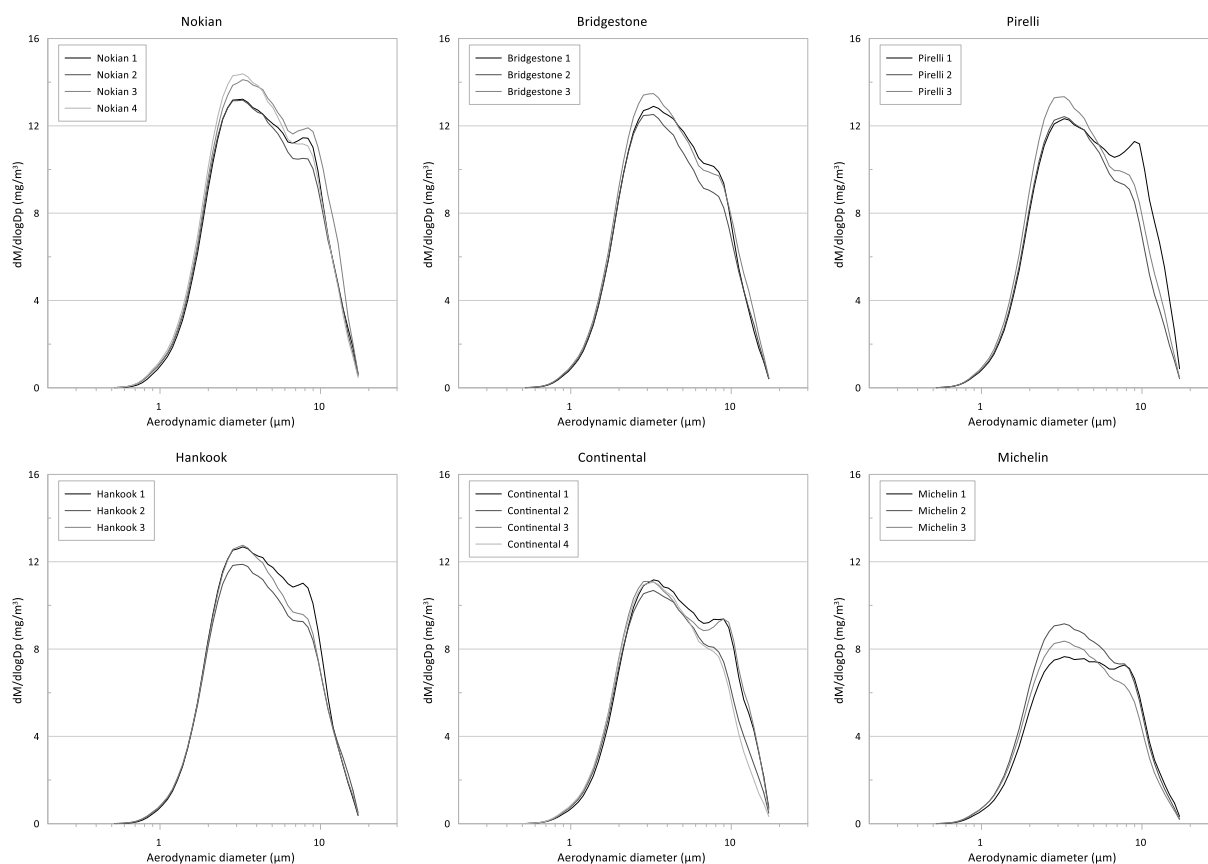 Nokian
16
12
8
4
0
dM/dlogDp (mg/m³)
Nokian 1
Nokian 2
Nokian 3
Nokian 4
1
10
Aerodynamic diameter (µm)
Bridgestone
16
12
8
4
0
dM/dlogDp (mg/m³)
Bridgestone 1
Bridgestone 2
Bridgestone 3
1
10
Aerodynamic diameter (µm)
Pirelli
16
12
8
4
0
dM/dlogDp (mg/m³)
Pirelli 1
Pirelli 2
Pirelli 3
1
10
Aerodynamic diameter (µm)
Hankook
16
12
8
4
0
dM/dlogDp (mg/m³)
Hankook 1
Hankook 2
Hankook 3
1
10
Aerodynamic diameter (µm)
Continental
16
12
8
4
0
dM/dlogDp (mg/m³)
Continental 1
Continental 2
Continental 3
Continental 4
1
10
Aerodynamic diameter (µm)
Michelin
16
12
8
4
0
dM/dlogDp (mg/m³)
Michelin 1
Michelin 2
Michelin 3
1
10
Aerodynamic diameter (µm)